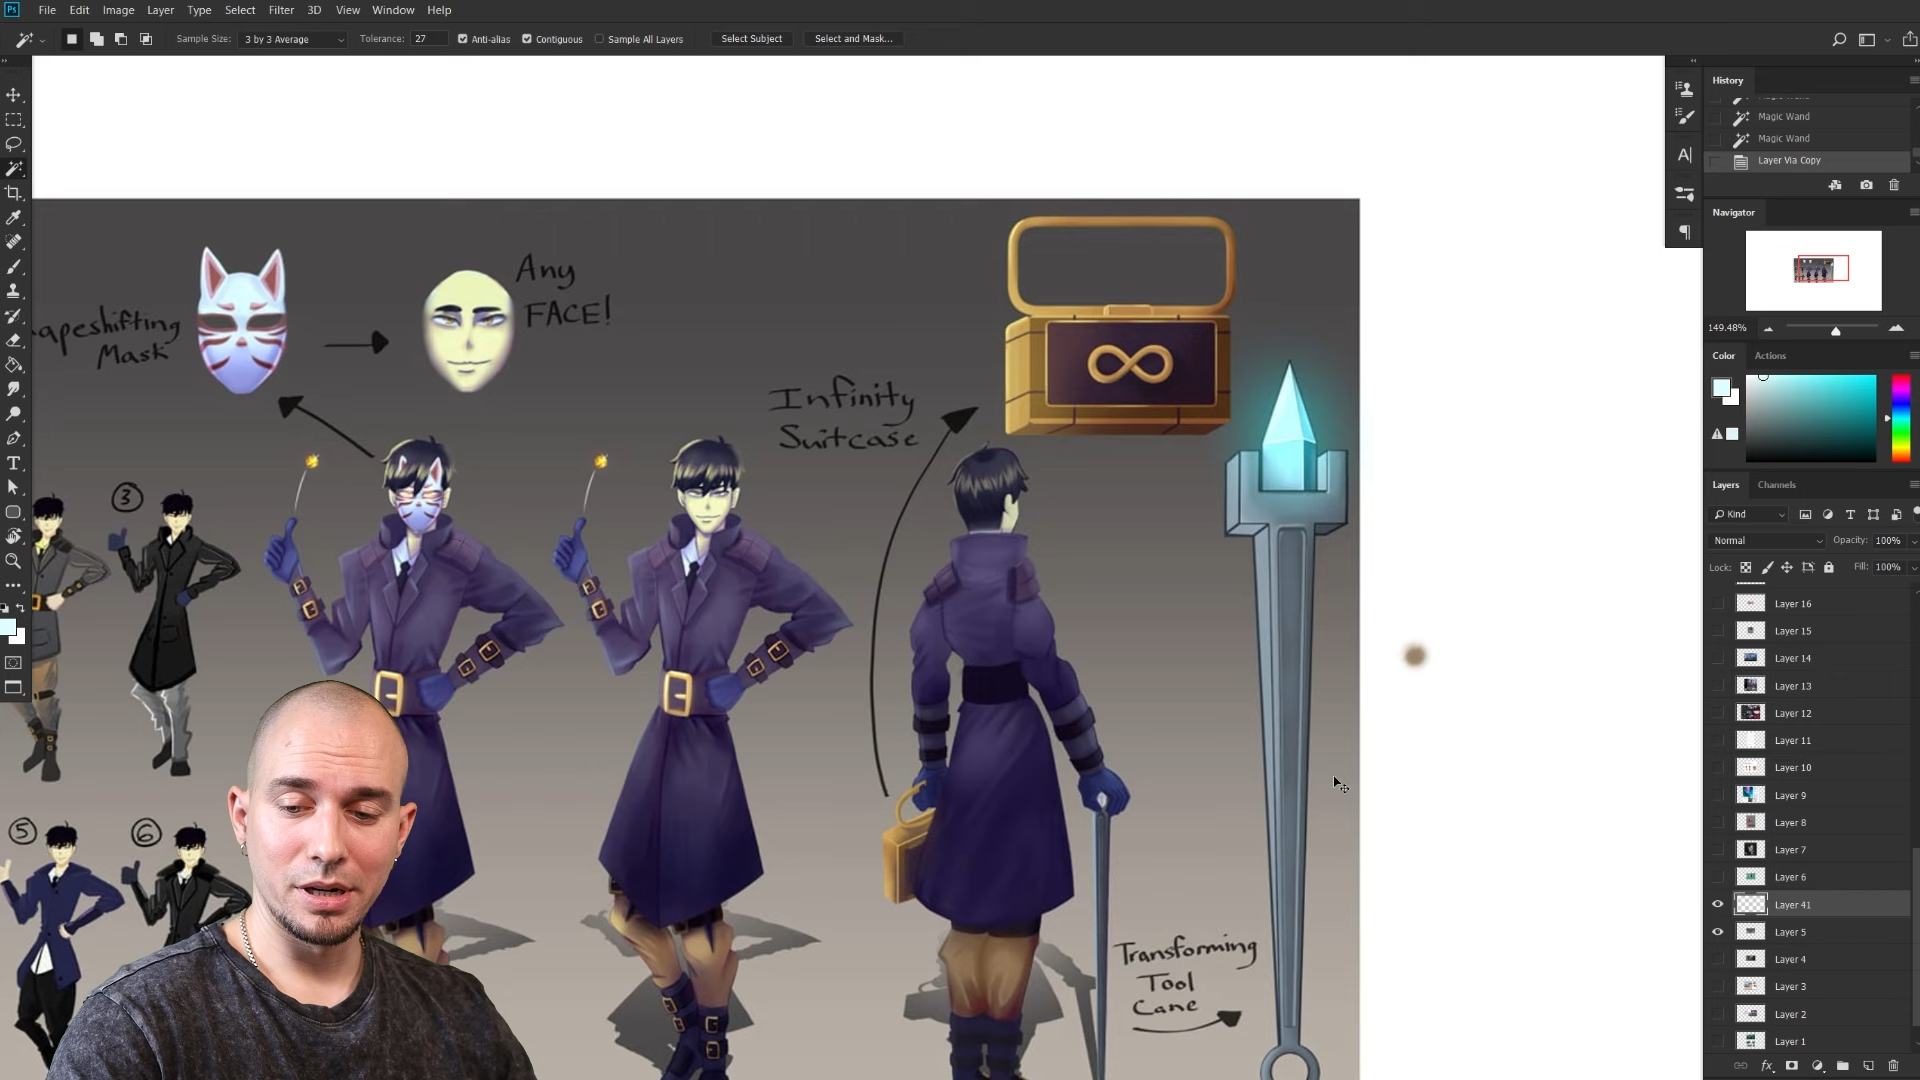 Ps File Edit Image Layer Type Select Filter 3D View Window Help
Sample Size: 3 by 3 Average Tolerance: 27 Anti-alias Contiguous Sample All Layers Select Subject Select and Mask...
History
Magic Wand
Magic Wand
Layer Via Copy
Navigator
149.48%
Color Actions
Layers Channels
Kind
Normal Opacity: 100%
Lock: Fill: 100%
Layer 16
Layer 15
Layer 14
Layer 13
Layer 12
Layer 11
Layer 10
Layer 9
Layer 8
Layer 7
Layer 6
Layer 41
Layer 5
Layer 4
Layer 3
Layer 2
Layer 1
Any
FACE!
apeshifting
Mask
Infinity
Suitcase
3
5
6
Transforming
Tool
Cane